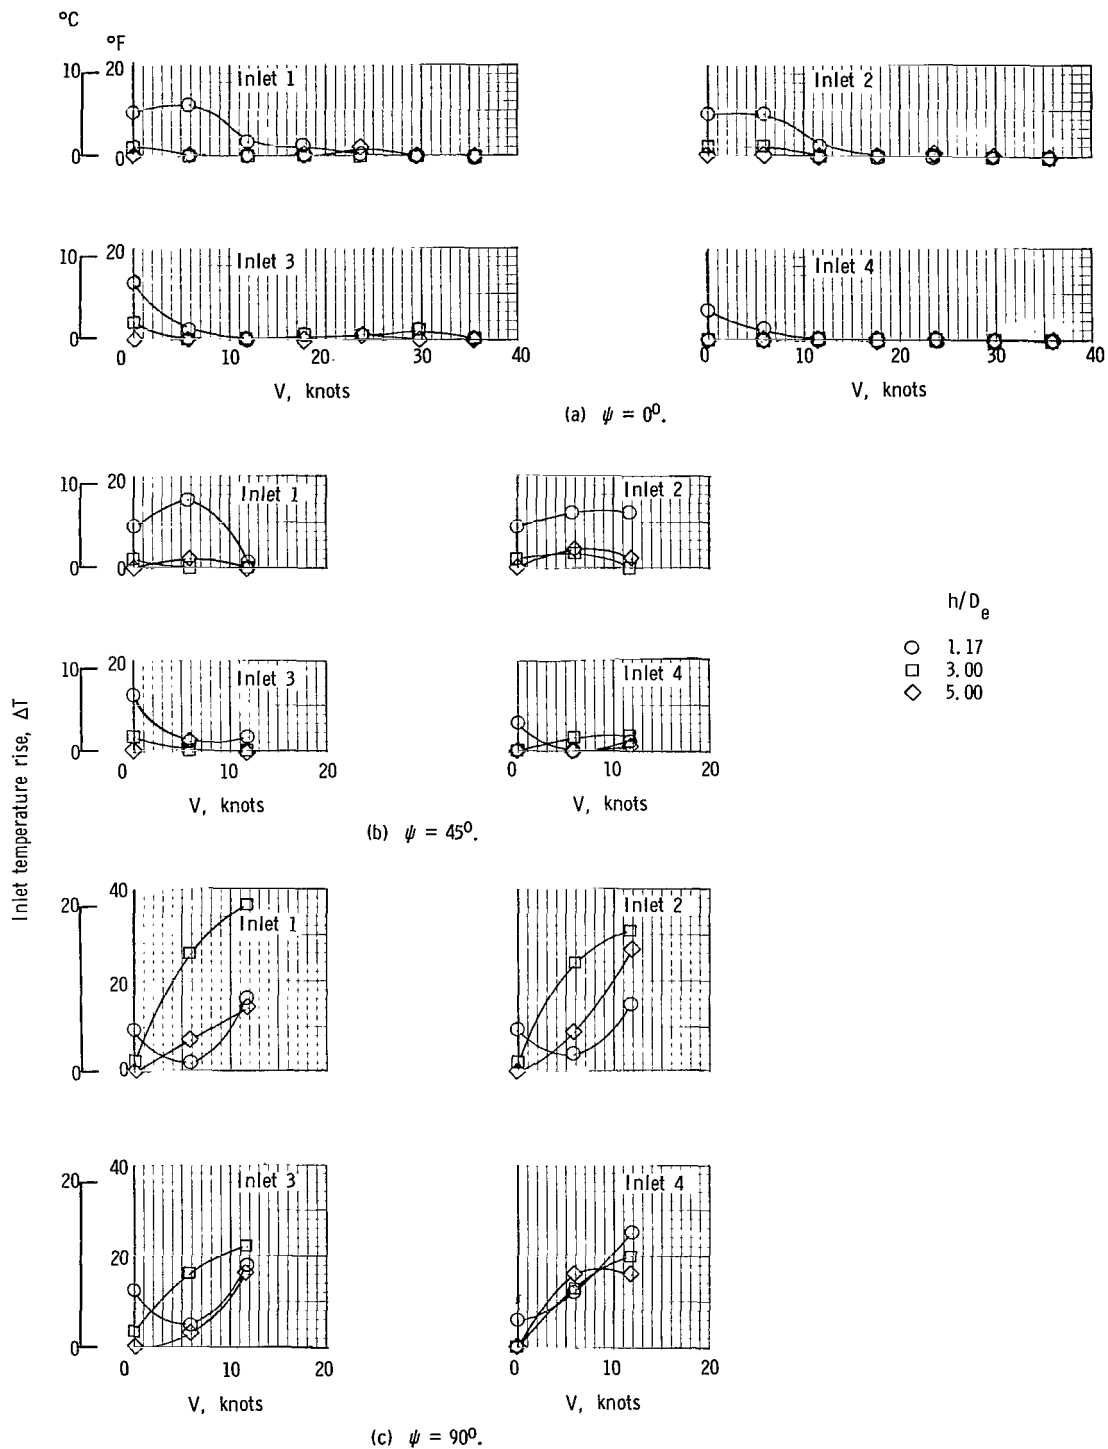 °C
°F
10 20 Inlet 1
0 0
Inlet 2
10 20 Inlet 3
0
0 10 20 30 40
V, knots
Inlet 4
0 10 20 30 40
V, knots
(a) ψ = 0°.
10 20 Inlet 1
0 0
Inlet 2
10 20 Inlet 3
0
0 10 20
V, knots
Inlet 4
0 10 20
V, knots
(b) ψ = 45°.
h/De
1.17
3.00
5.00
Inlet temperature rise, ΔT
20 40 Inlet 1
20
0 0
Inlet 2
20 40 Inlet 3
20
0
0 10 20
V, knots
Inlet 4
0 10 20
V, knots
(c) ψ = 90°.